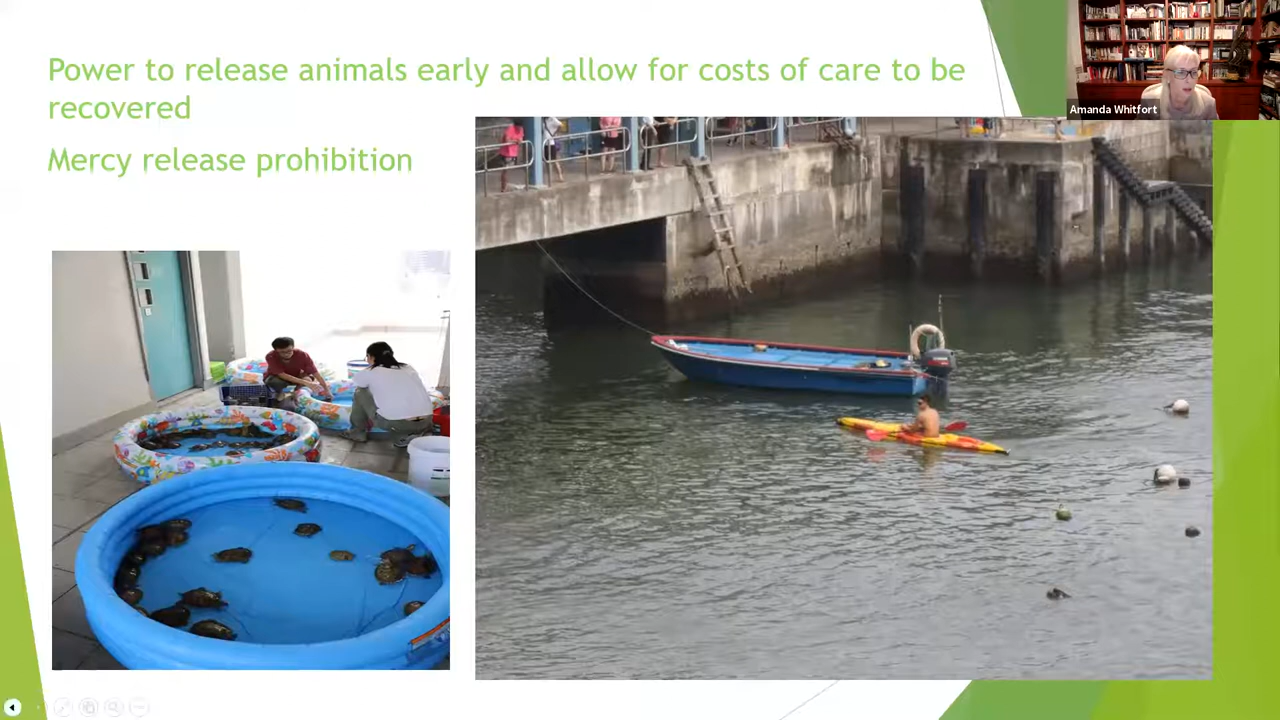 Power to release animals early and allow for costs of care to be
recovered
Mercy release prohibition
Amanda Whitfort